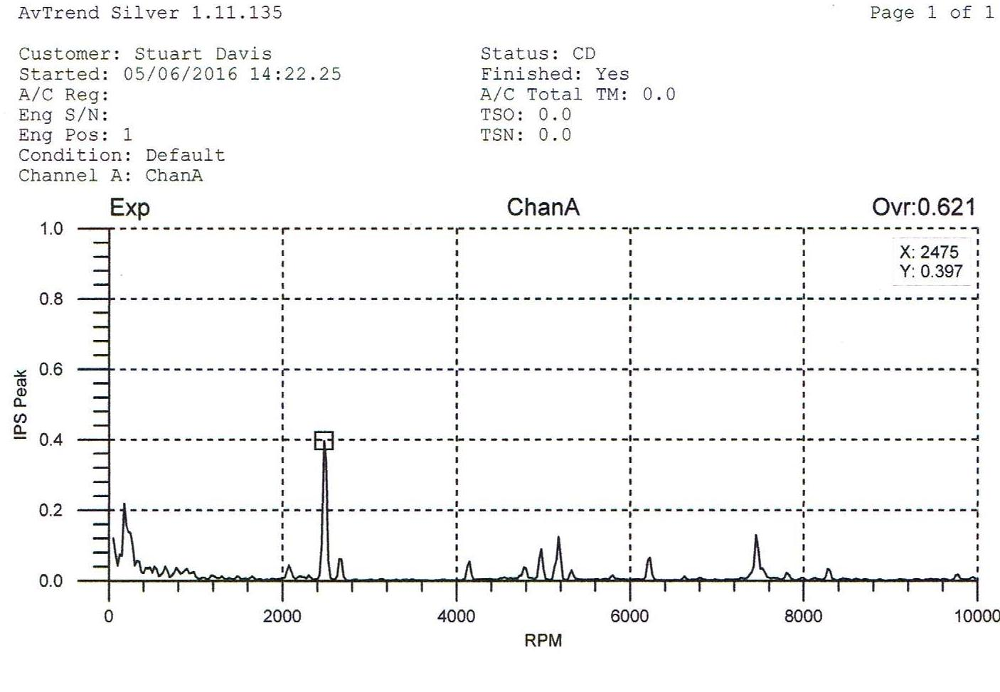 AvTrend Silver 1.11.135
Page 1 of 1
Customer: Stuart Davis
Status: CD
Started: 05/06/2016 14:22.25
Finished: Yes
A/C Reg:
A/C Total TM: 0.0
Eng S/N:
TSO: 0.0
Eng Pos: 1
TSN: 0.0
Condition: Default
Channel A: ChanA
Exp
ChanA
Ovr:0.621
X: 2475
Y: 0.397
1.0
0.8
0.6
0.4
0.2
0.0
IPS Peak
0
2000
4000
6000
8000
10000
RPM